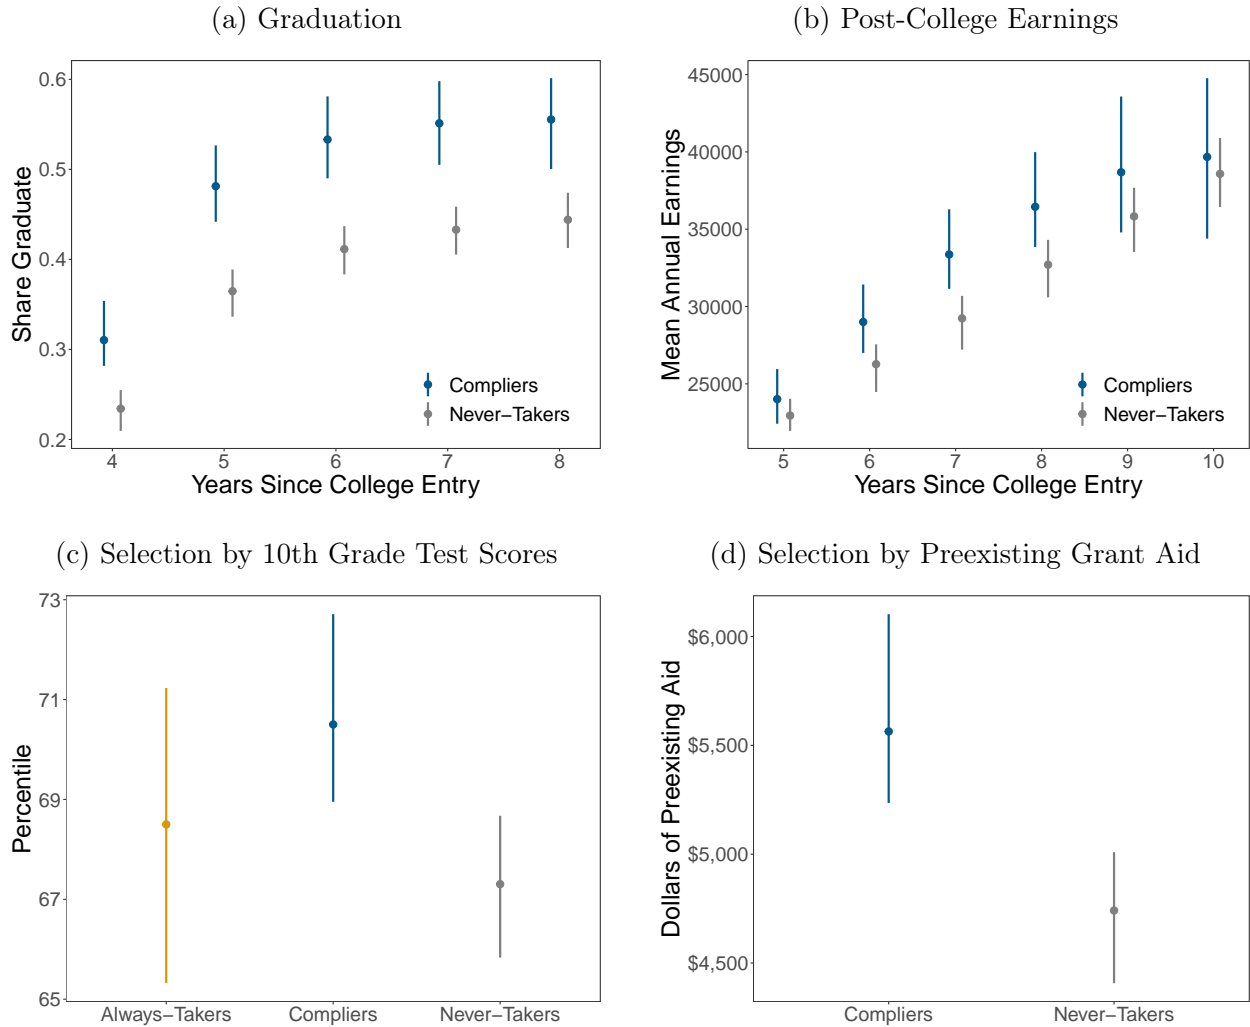 (a) Graduation
0.6
0.5
0.4
0.3
0.2
Share Graduate
Compliers
Never−Takers
4 5 6 7 8
Years Since College Entry
(b) Post-College Earnings
45000
40000
35000
30000
25000
Mean Annual Earnings
Compliers
Never−Takers
5 6 7 8 9 10
Years Since College Entry
(c) Selection by 10th Grade Test Scores
73
71
69
67
65
Percentile
Always−Takers Compliers Never−Takers
(d) Selection by Preexisting Grant Aid
$6,000
$5,500
$5,000
$4,500
Dollars of Preexisting Aid
Compliers Never−Takers